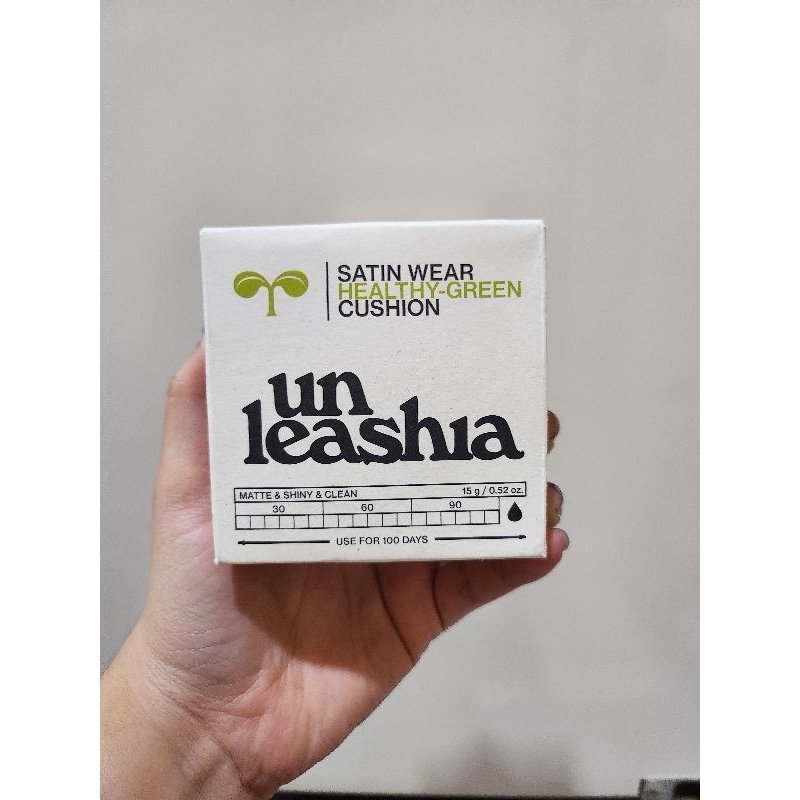 SATIN WEAR
HEALTHY-GREEN
CUSHION
un
leashia
MATTE & SHINY & CLEAN 15 g / 0.52 oz.
30 60 90
USE FOR 100 DAYS